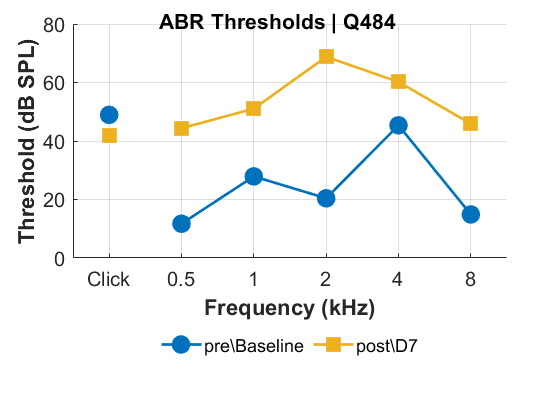 ABR Thresholds | Q484
Threshold (dB SPL)
80
60
40
20
0
Click 0.5 1 2 4 8
Frequency (kHz)
pre\Baseline post\D7